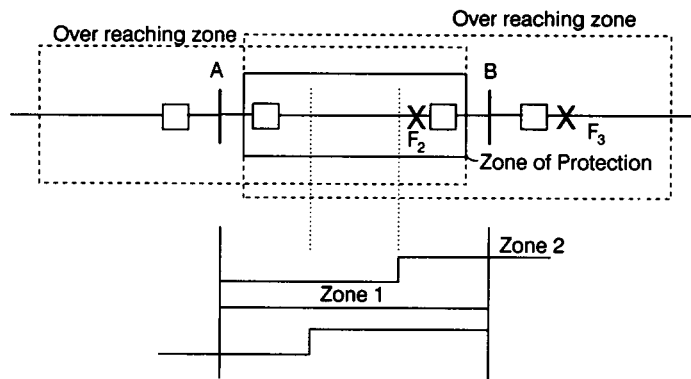 Over reaching zone
Over reaching zone
A
B
F2
F3
Zone of Protection
Zone 2
Zone 1